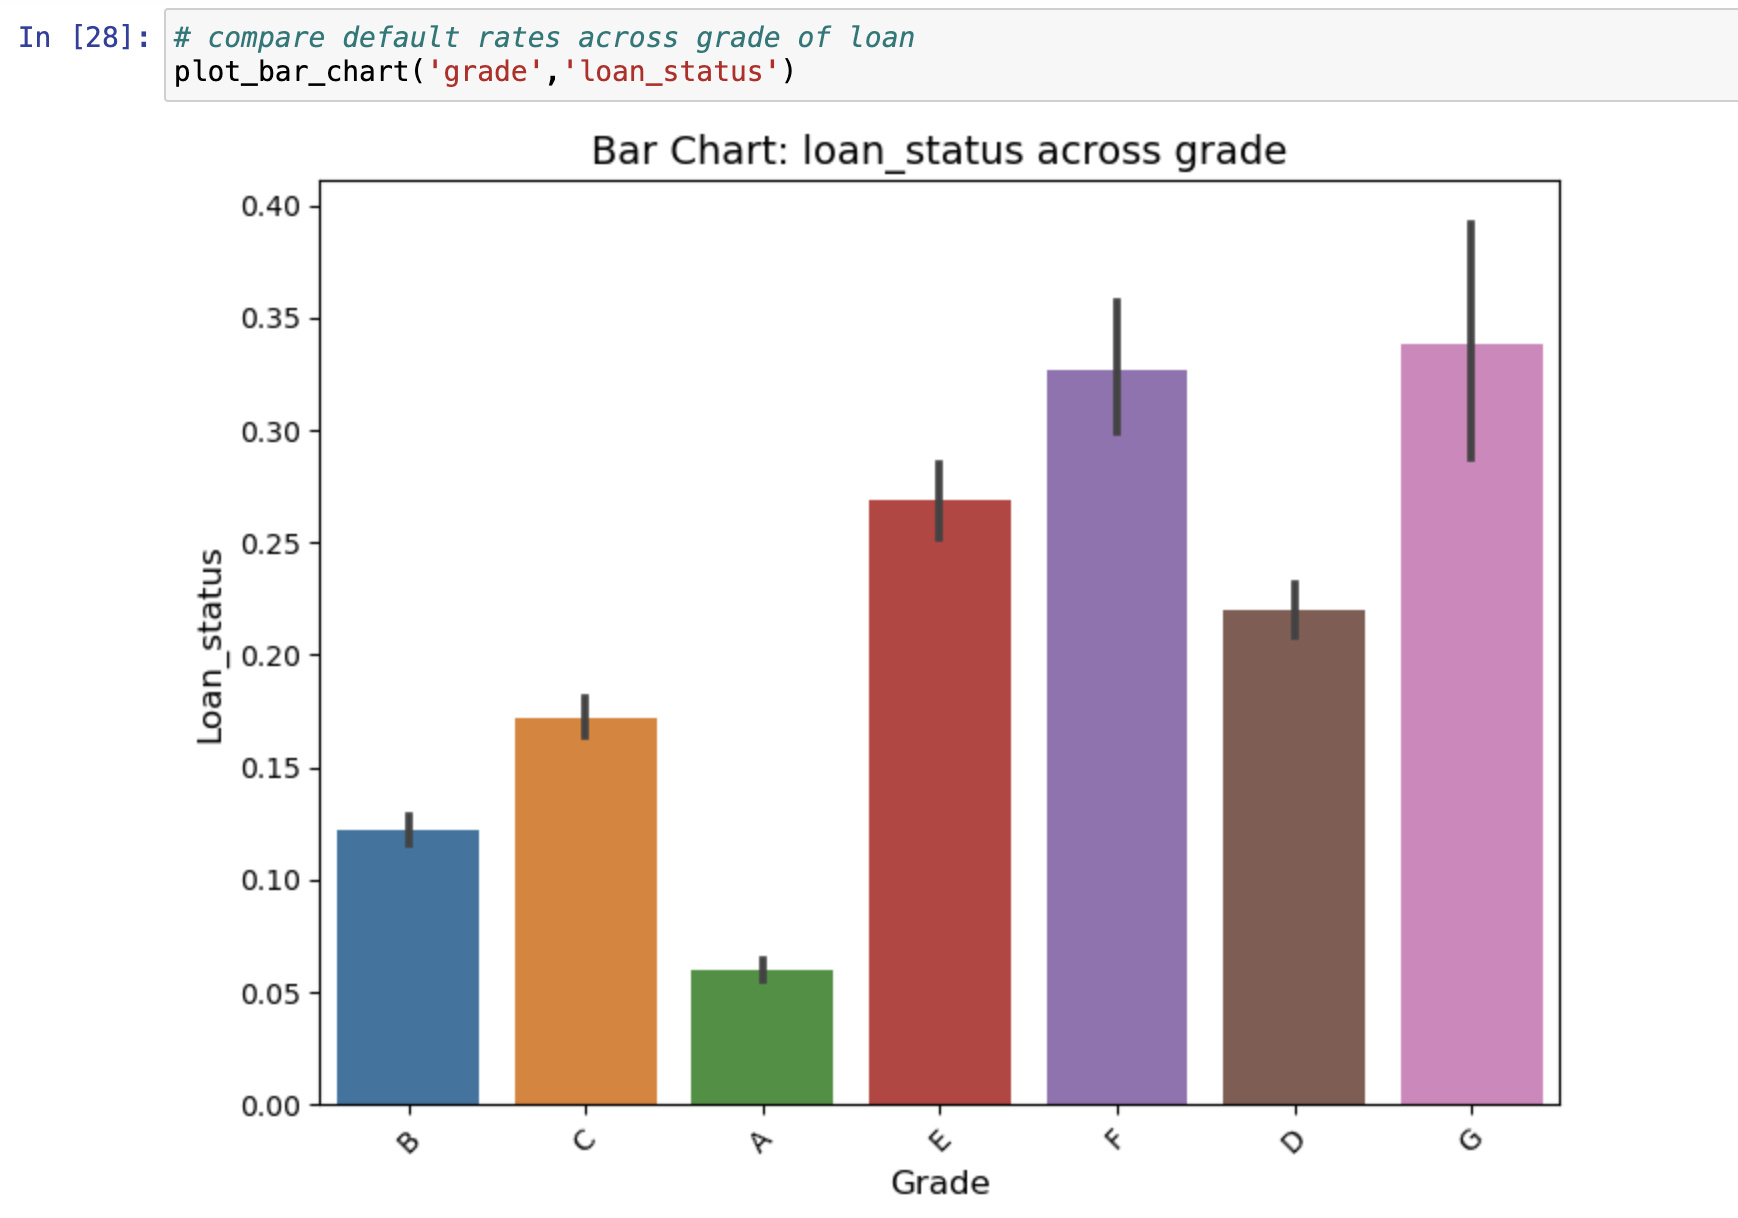 In [28]: # compare default rates across grade of loan
plot_bar_chart('grade','loan_status')
Bar Chart: loan_status across grade
0.40
0.35
0.30
0.25
0.20
0.15
0.10
0.05
0.00
Loan_status
B C A E F D G
Grade